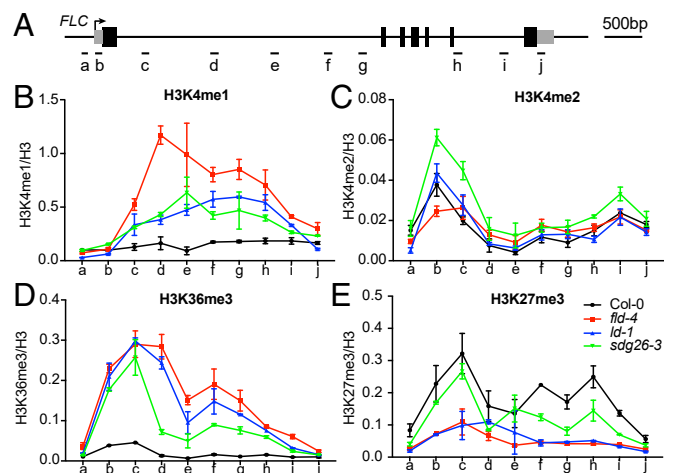 A
FLC
500bp
a b c d e f g h i j
B
H3K4me1
H3K4me1/H3
1.5
1.0
0.5
0.0
a b c d e f g h i j
C
H3K4me2
H3K4me2/H3
0.08
0.06
0.04
0.02
0.00
a b c d e f g h i j
D
H3K36me3
H3K36me3/H3
0.4
0.3
0.2
0.1
0.0
a b c d e f g h i j
E
H3K27me3
H3K27me3/H3
0.5
0.4
0.3
0.2
0.1
0.0
a b c d e f g h i j
Col-0
fld-4
ld-1
sdg26-3